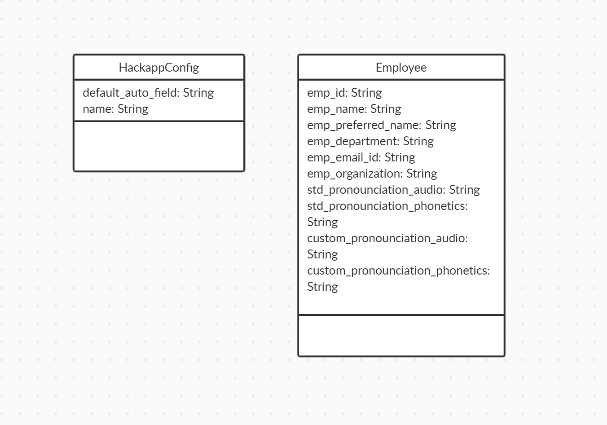 HackappConfig
default_auto_field: String
name: String
Employee
emp_id: String
emp_name: String
emp_preferred_name: String
emp_department: String
emp_email_id: String
emp_organization: String
std_pronounciation_audio: String
std_pronounciation_phonetics:
String
custom_pronounciation_audio:
String
custom_pronounciation_phonetics:
String